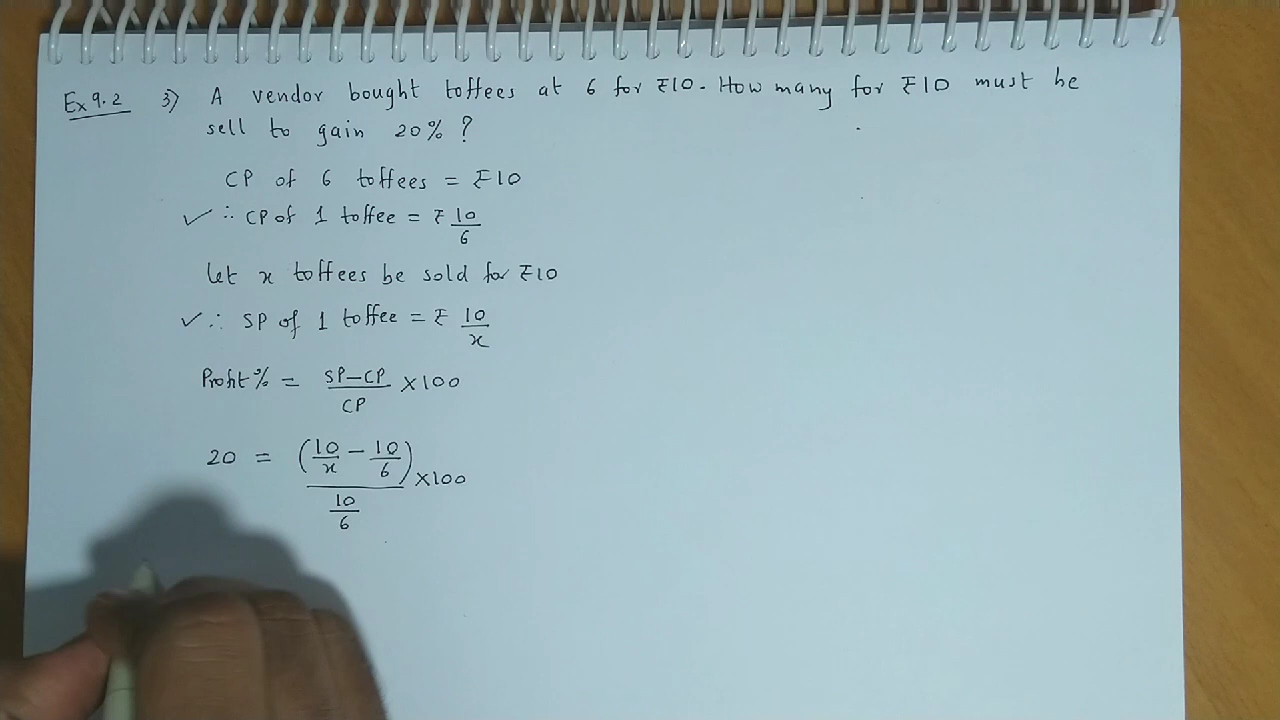 Ex 9.2 3) A vendor bought toffees at 6 for ₹10. How many for ₹10 must be
sell to gain 20% ?
CP of 6 toffees = ₹10
✓ ∴ CP of 1 toffee = ₹ 10/6
Let x toffees be sold for ₹10
✓ ∴ SP of 1 toffee = ₹ 10/x
Profit % = SP-CP/CP ×100
20 = (10/x - 10/6)/(10/6) ×100